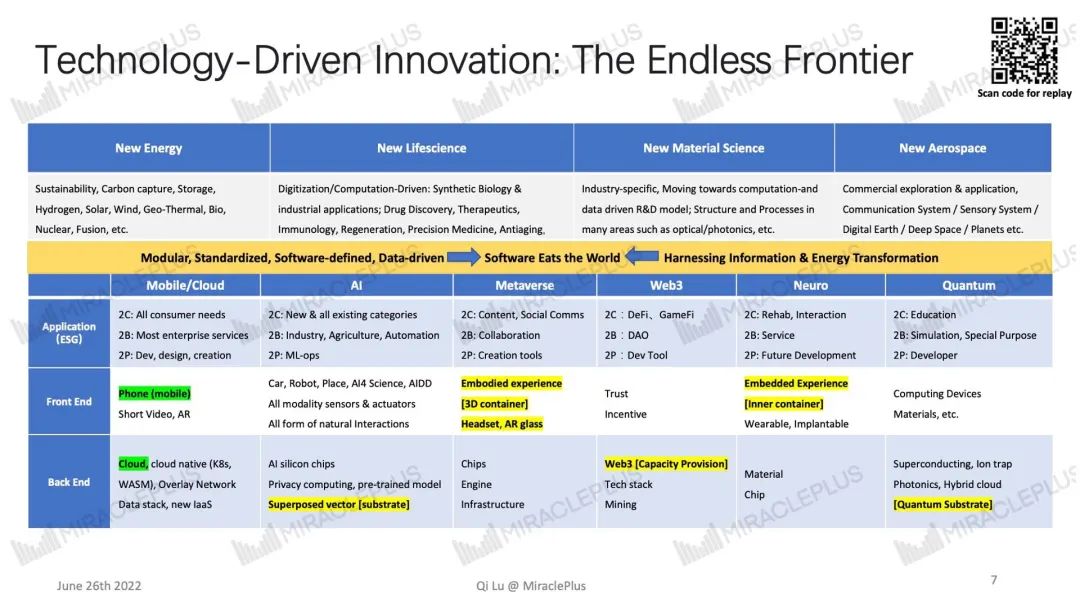 Technology-Driven Innovation: The Endless Frontier
Scan code for replay
New Energy
New Lifescience
New Material Science
New Aerospace
Sustainability, Carbon capture, Storage,
Hydrogen, Solar, Wind, Geo-Thermal, Bio,
Nuclear, Fusion, etc.
Digitization/Computation-Driven: Synthetic Biology &
industrial applications; Drug Discovery, Therapeutics,
Immunology, Regeneration, Precision Medicine, Antiaging,
Industry-specific, Moving towards computation-and
data driven R&D model; Structure and Processes in
many areas such as optical/photonics, etc.
Commercial exploration & application,
Communication System / Sensory System /
Digital Earth / Deep Space / Planets etc.
Modular, Standardized, Software-defined, Data-driven
Software Eats the World
Harnessing Information & Energy Transformation
Mobile/Cloud
AI
Metaverse
Web3
Neuro
Quantum
Application
(ESG)
2C: All consumer needs
2B: Most enterprise services
2P: Dev, design, creation
2C: New & all existing categories
2B: Industry, Agriculture, Automation
2P: ML-ops
2C: Content, Social Comms
2B: Collaboration
2P: Creation tools
2C：DeFi、GameFi
2B：DAO
2P：Dev Tool
2C: Rehab, Interaction
2B: Service
2P: Future Development
2C: Education
2B: Simulation, Special Purpose
2P: Developer
Front End
Phone (mobile)
Short Video, AR
Car, Robot, Place, AI4 Science, AIDD
All modality sensors & actuators
All form of natural Interactions
Embodied experience
[3D container]
Headset, AR glass
Trust
Incentive
Embedded Experience
[Inner container]
Wearable, Implantable
Computing Devices
Materials, etc.
Back End
Cloud, cloud native (K8s,
WASM), Overlay Network
Data stack, new IaaS
AI silicon chips
Privacy computing, pre-trained model
Superposed vector [substrate]
Chips
Engine
Infrastructure
Web3 [Capacity Provision]
Tech stack
Mining
Material
Chip
Superconducting, Ion trap
Photonics, Hybrid cloud
[Quantum Substrate]
June 26th 2022
Qi Lu @ MiraclePlus
7
MIRACLEPLUS